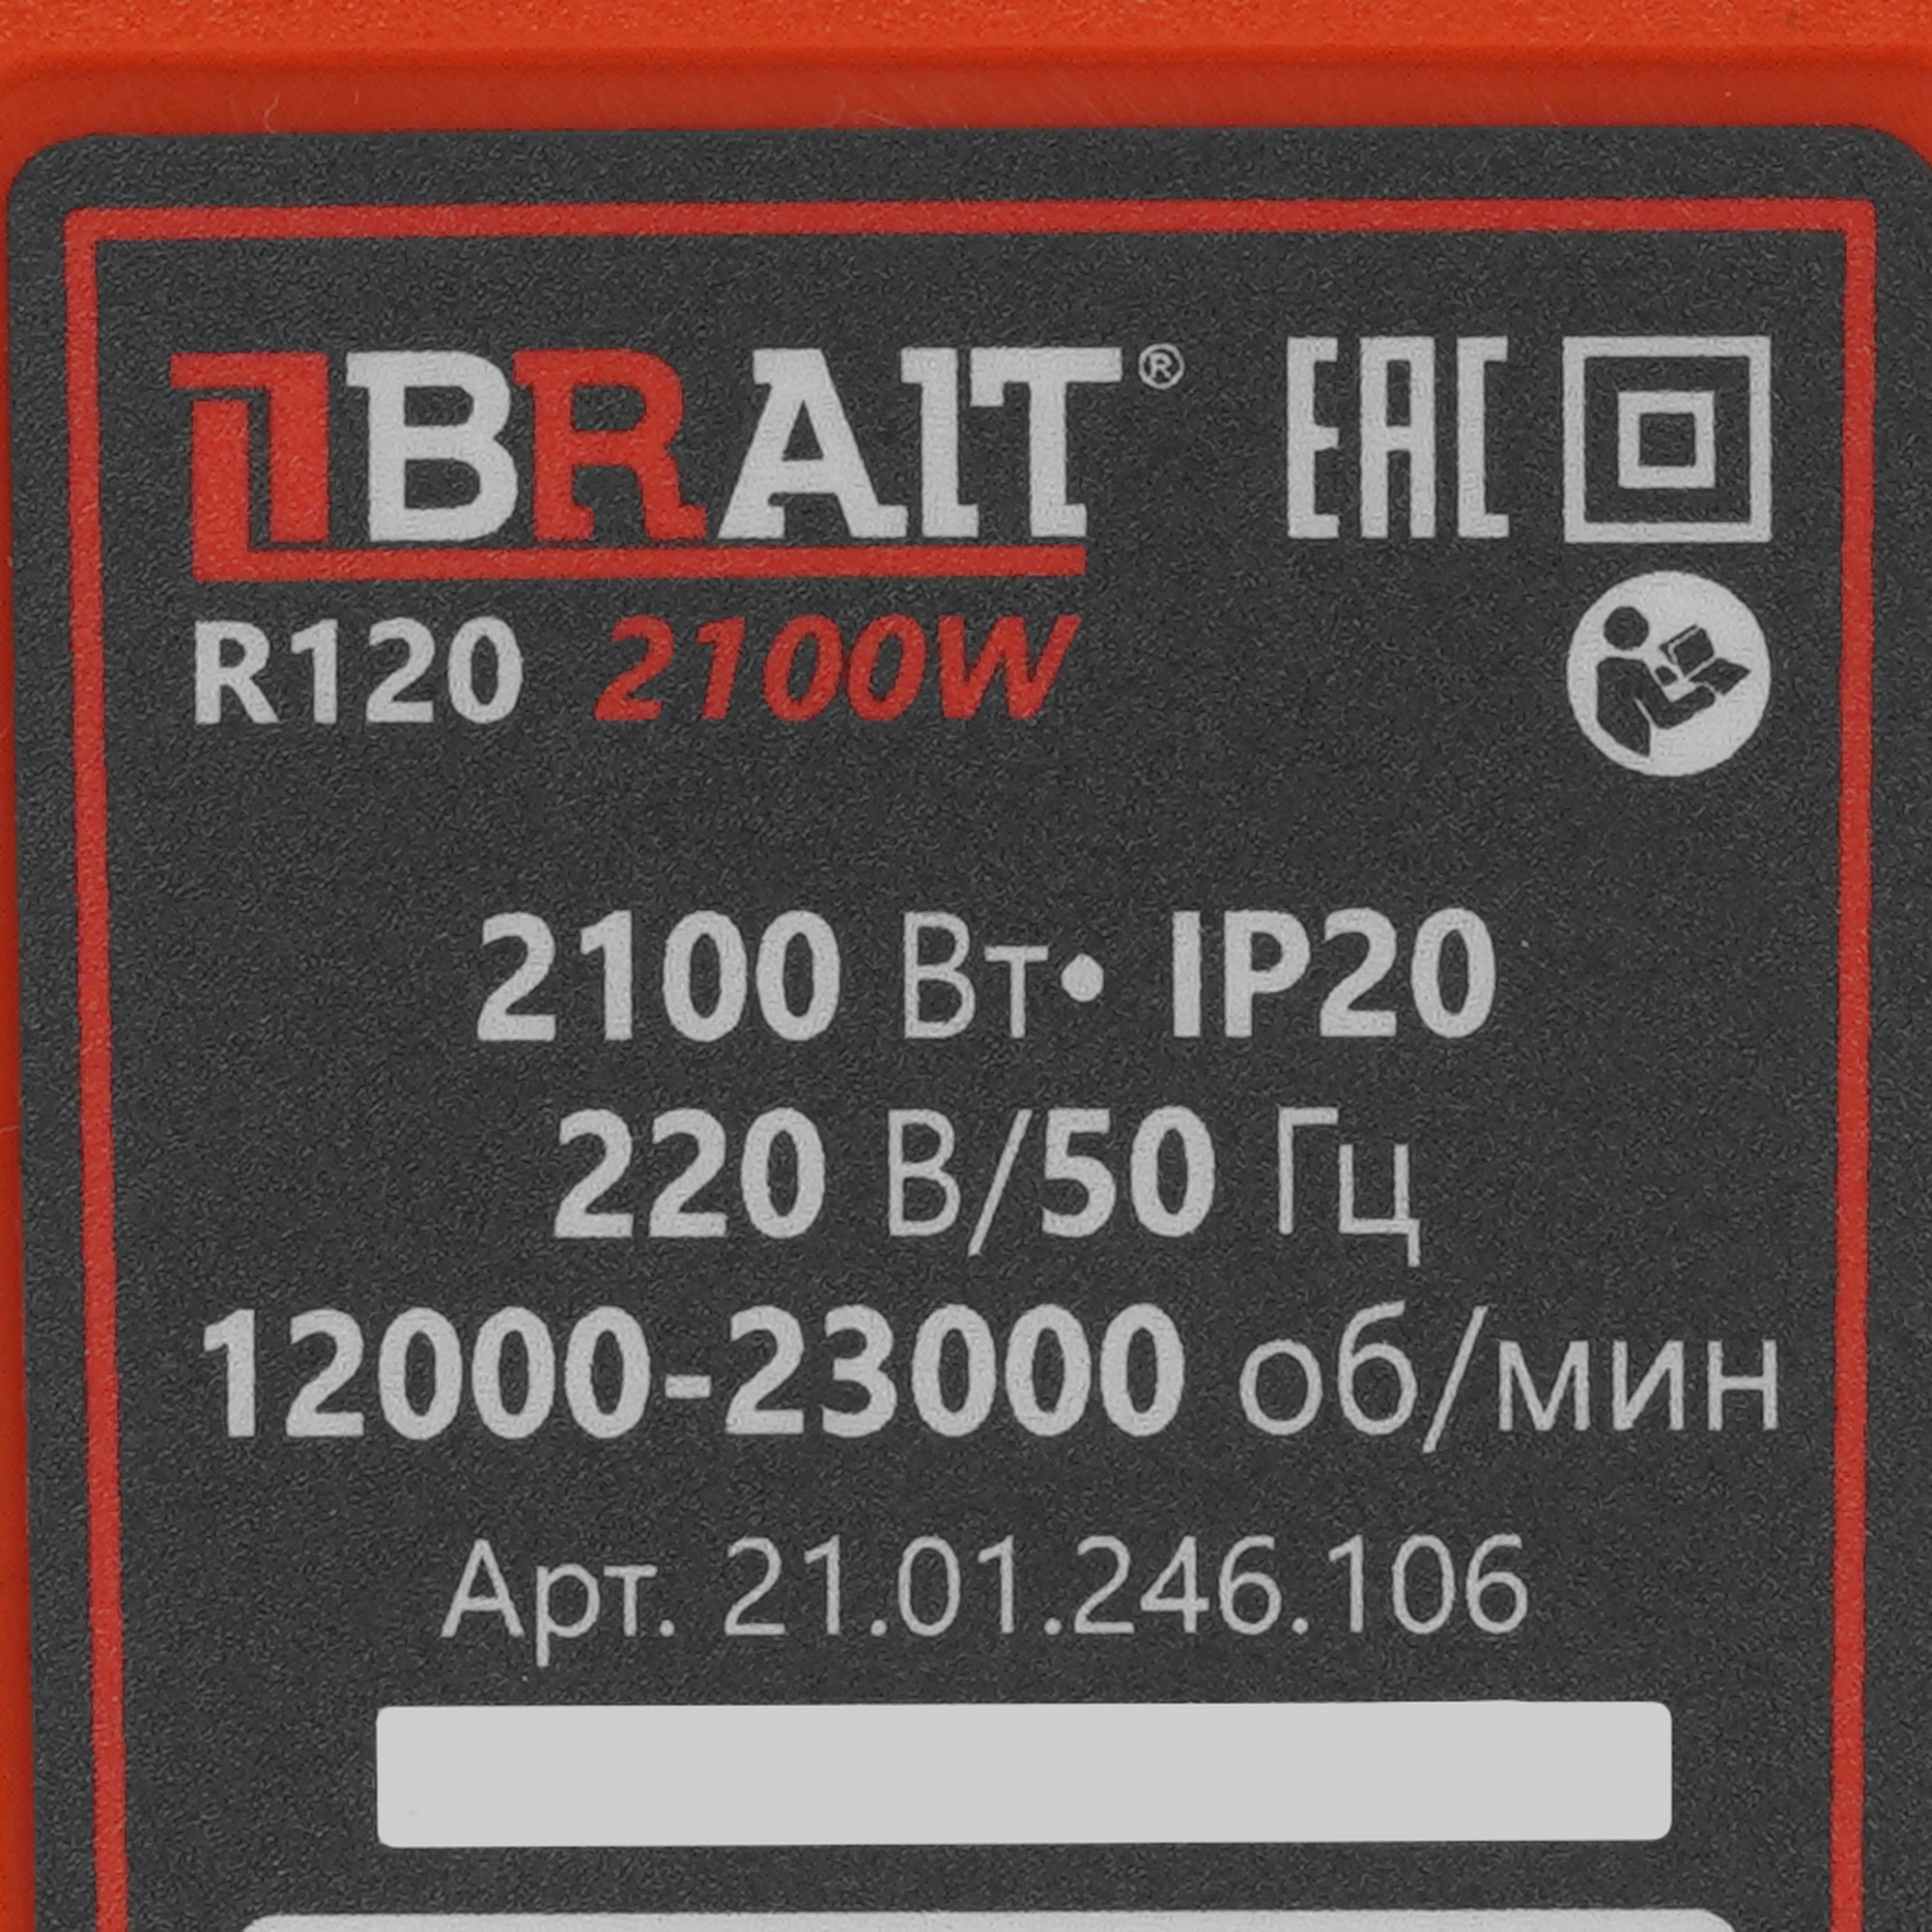 BRAIT® EAC
R120 2100W
2100 Вт• IP20
220 В/50 Гц
12000-23000 об/мин
Арт. 21.01.246.106